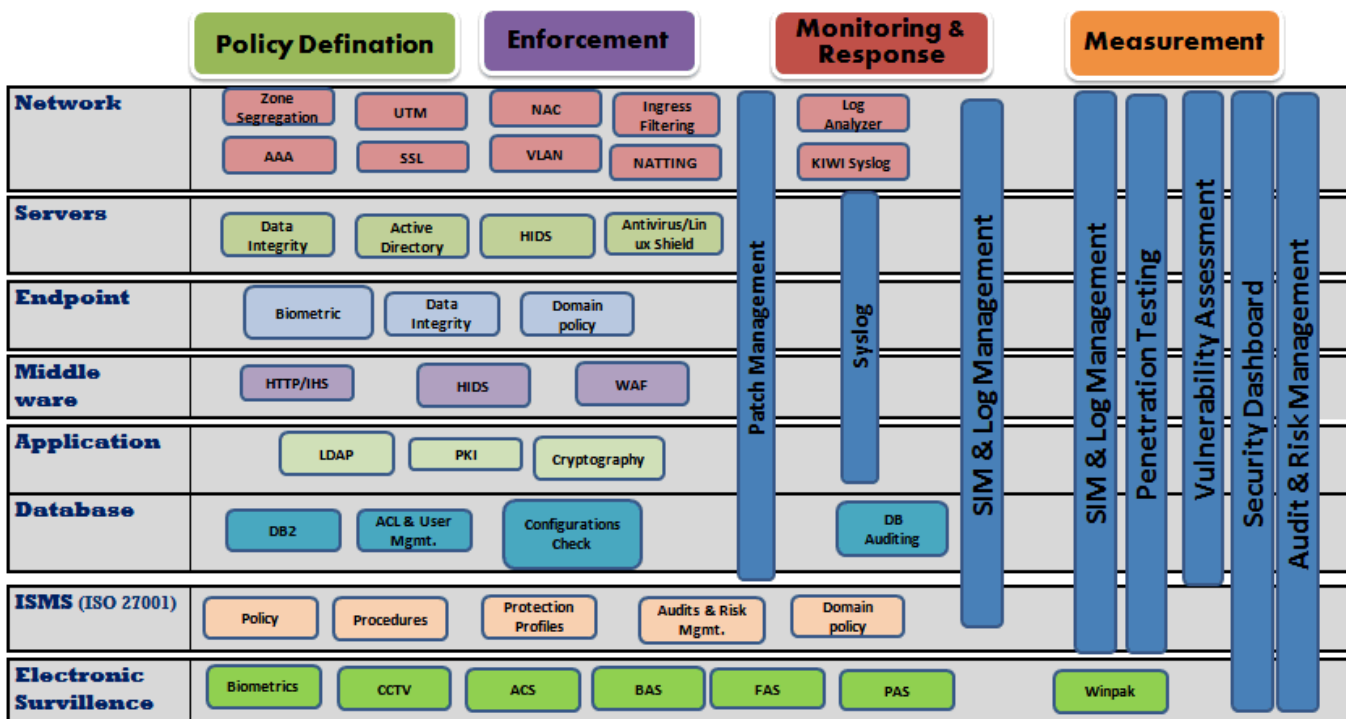 Policy Defination
Enforcement
Monitoring &
Response
Measurement
Network
Zone
Segregation
UTM
NAC
Ingress
Filtering
Log
Analyzer
AAA
SSL
VLAN
NATTING
KIWI Syslog
Servers
Data
Integrity
Active
Directory
HIDS
Antivirus/Lin
ux Shield
Endpoint
Biometric
Data
Integrity
Domain
policy
Middle
ware
HTTP/IHS
HIDS
WAF
Application
LDAP
PKI
Cryptography
Database
DB2
ACL & User
Mgmt.
Configurations
Check
DB
Auditing
Patch Management
Syslog
SIM & Log Management
SIM & Log Management
Penetration Testing
Vulnerability Assessment
Security Dashboard
Audit & Risk Management
ISMS (ISO 27001)
Policy
Procedures
Protection
Profiles
Audits & Risk
Mgmt.
Domain
policy
Electronic
Survillence
Biometrics
CCTV
ACS
BAS
FAS
PAS
Winpak